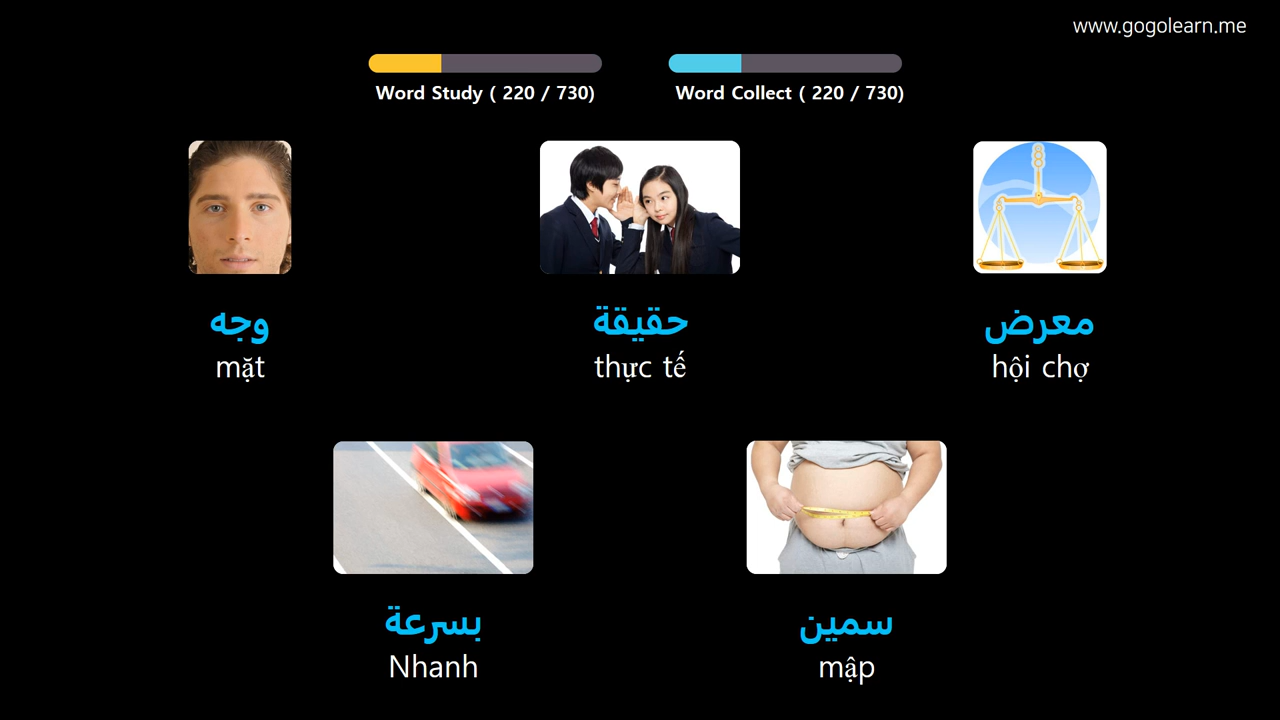 www.gogolearn.me
Word Study ( 220 / 730)
Word Collect ( 220 / 730)
وجه
mặt
حقيقة
thực tế
معرض
hội chợ
بسرعة
Nhanh
سمين
mập